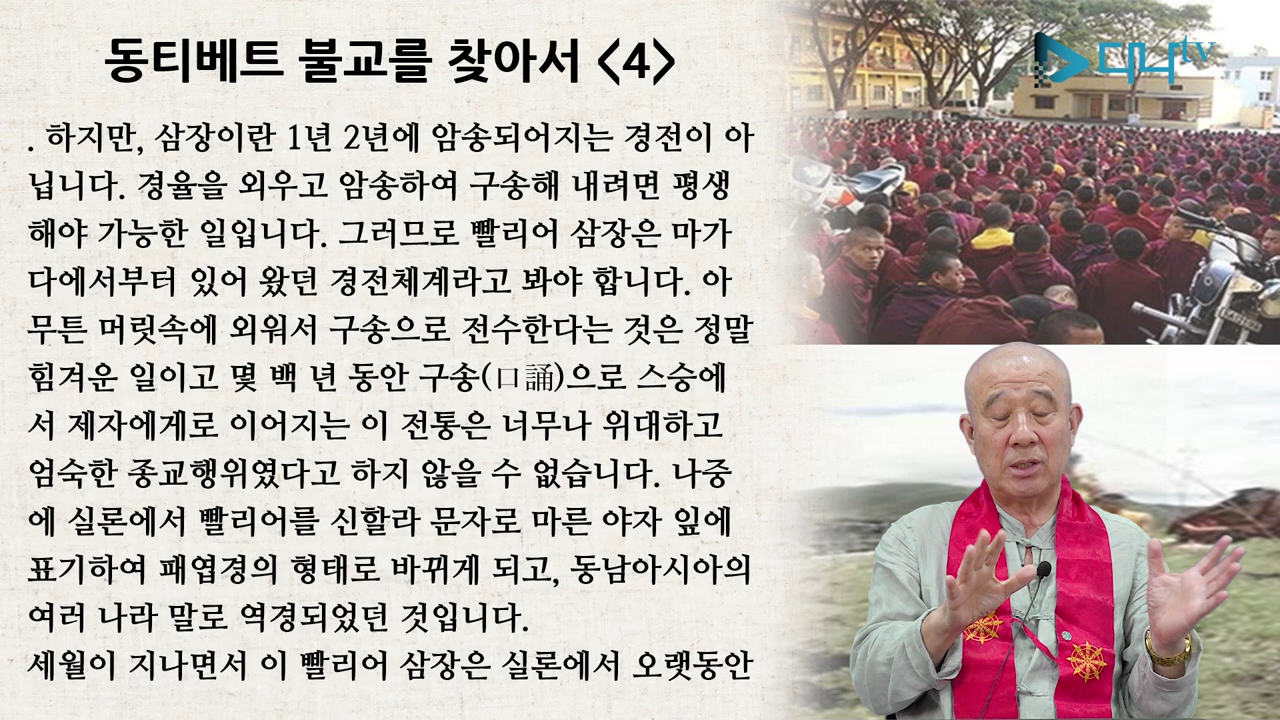 동티베트 불교를 찾아서 <4>
다나tv
. 하지만, 삼장이란 1년 2년에 암송되어지는 경전이 아
닙니다. 경율을 외우고 암송하여 구송해 내려면 평생
해야 가능한 일입니다. 그러므로 빨리어 삼장은 마가
다에서부터 있어 왔던 경전체계라고 봐야 합니다. 아
무튼 머릿속에 외워서 구송으로 전수한다는 것은 정말
힘겨운 일이고 몇 백 년 동안 구송(口誦)으로 스승에
서 제자에게로 이어지는 이 전통은 너무나 위대하고
엄숙한 종교행위였다고 하지 않을 수 없습니다. 나중
에 실론에서 빨리어를 신할라 문자로 마른 야자 잎에
표기하여 패엽경의 형태로 바뀌게 되고, 동남아시아의
여러 나라 말로 역경되었던 것입니다.
세월이 지나면서 이 빨리어 삼장은 실론에서 오랫동안